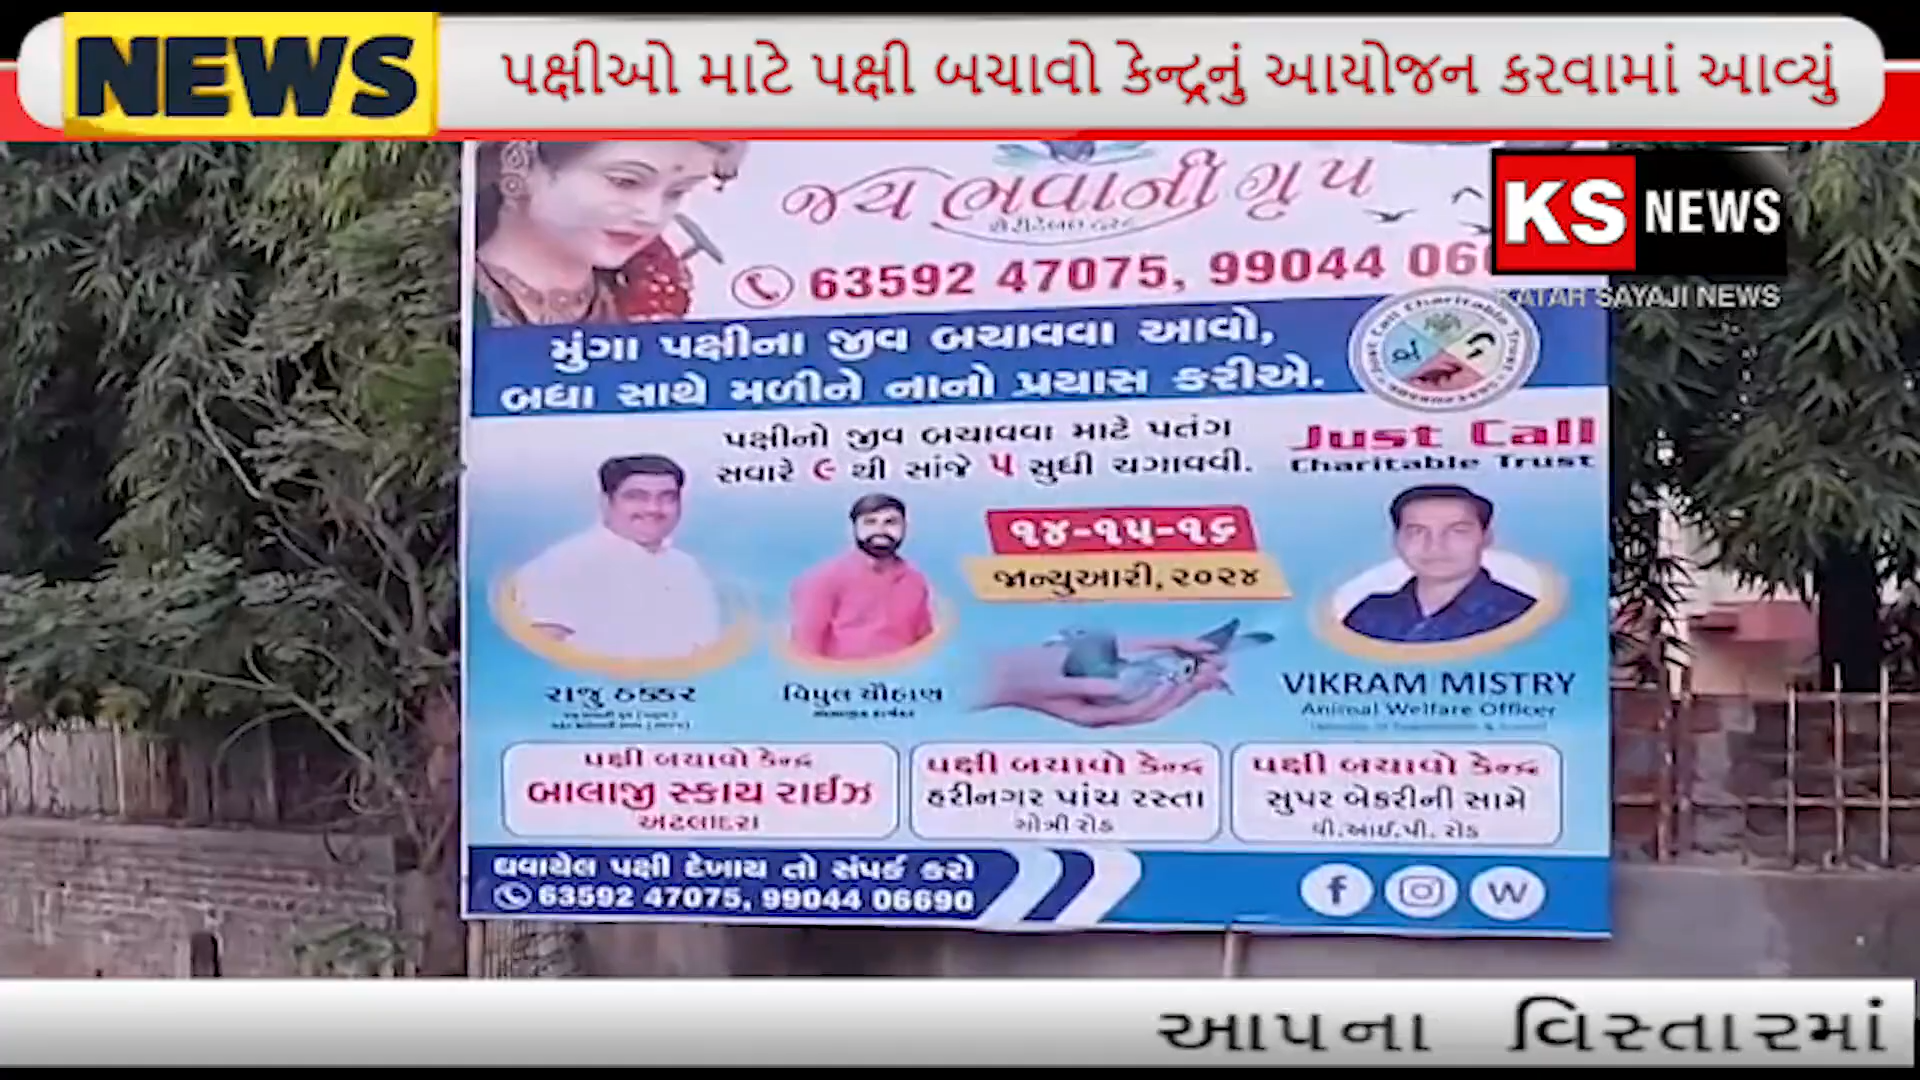 NEWS
પક્ષીઓ માટે પક્ષી બચાવો કેન્દ્રનું આયોજન કરવામાં આવ્યું
KS NEWS
SAYAJI NEWS
જય ભવાની ગૃપ
63592 47075, 99044
મુંગા પક્ષીના જીવ બચાવવા આવો,
બધા સાથે મળીને નાનો પ્રયાસ કરીએ.
પક્ષીનો જીવ બચાવવા માટે પતંગ
સવારે ૯ થી સાંજે ૫ સુધી ચગાવવી.
Just Call
Charitable Trust
૧૪-૧૫-૧૬
જાન્યુઆરી, ૨૦૨૪
રાજુ ઠક્કર
વિપુલ ચૌહાણ
VIKRAM MISTRY
Animal Welfare Officer
પક્ષી બચાવો કેન્દ્ર
બાલાજી સ્કાય રાઈઝ
અટલાદરા
પક્ષી બચાવો કેન્દ્ર
હરીનગર પાંચ રસ્તા
ગોત્રી રોડ
પક્ષી બચાવો કેન્દ્ર
સુપર બેકરીની સામે
વી.આઈ.પી. રોડ
ઘવાયેલ પક્ષી દેખાય તો સંપર્ક કરો
63592 47075, 99044 06690
આપના વિસ્તારમાં